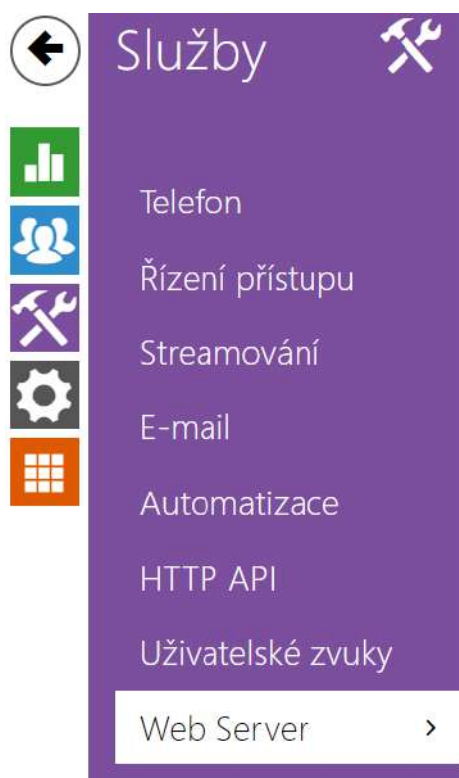 Služby
Telefon
Řízení přístupu
Streamování
E-mail
Automatizace
HTTP API
Uživatelské zvuky
Web Server